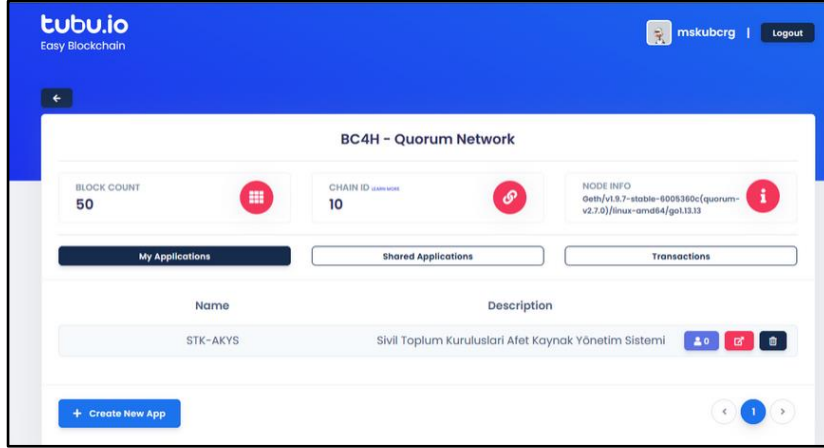 tubu.io
Easy Blockchain
mskubcrg | Logout
BC4H - Quorum Network
BLOCK COUNT
50
CHAIN ID LEARN MORE
10
NODE INFO
Geth/v1.9.7-stable-6005360c(quorum-
v2.7.0)/linux-amd64/go1.13.13
My Applications
Shared Applications
Transactions
Name
Description
STK-AKYS
Sivil Toplum Kuruluslari Afet Kaynak Yönetim Sistemi
0
+ Create New App
< 1 >